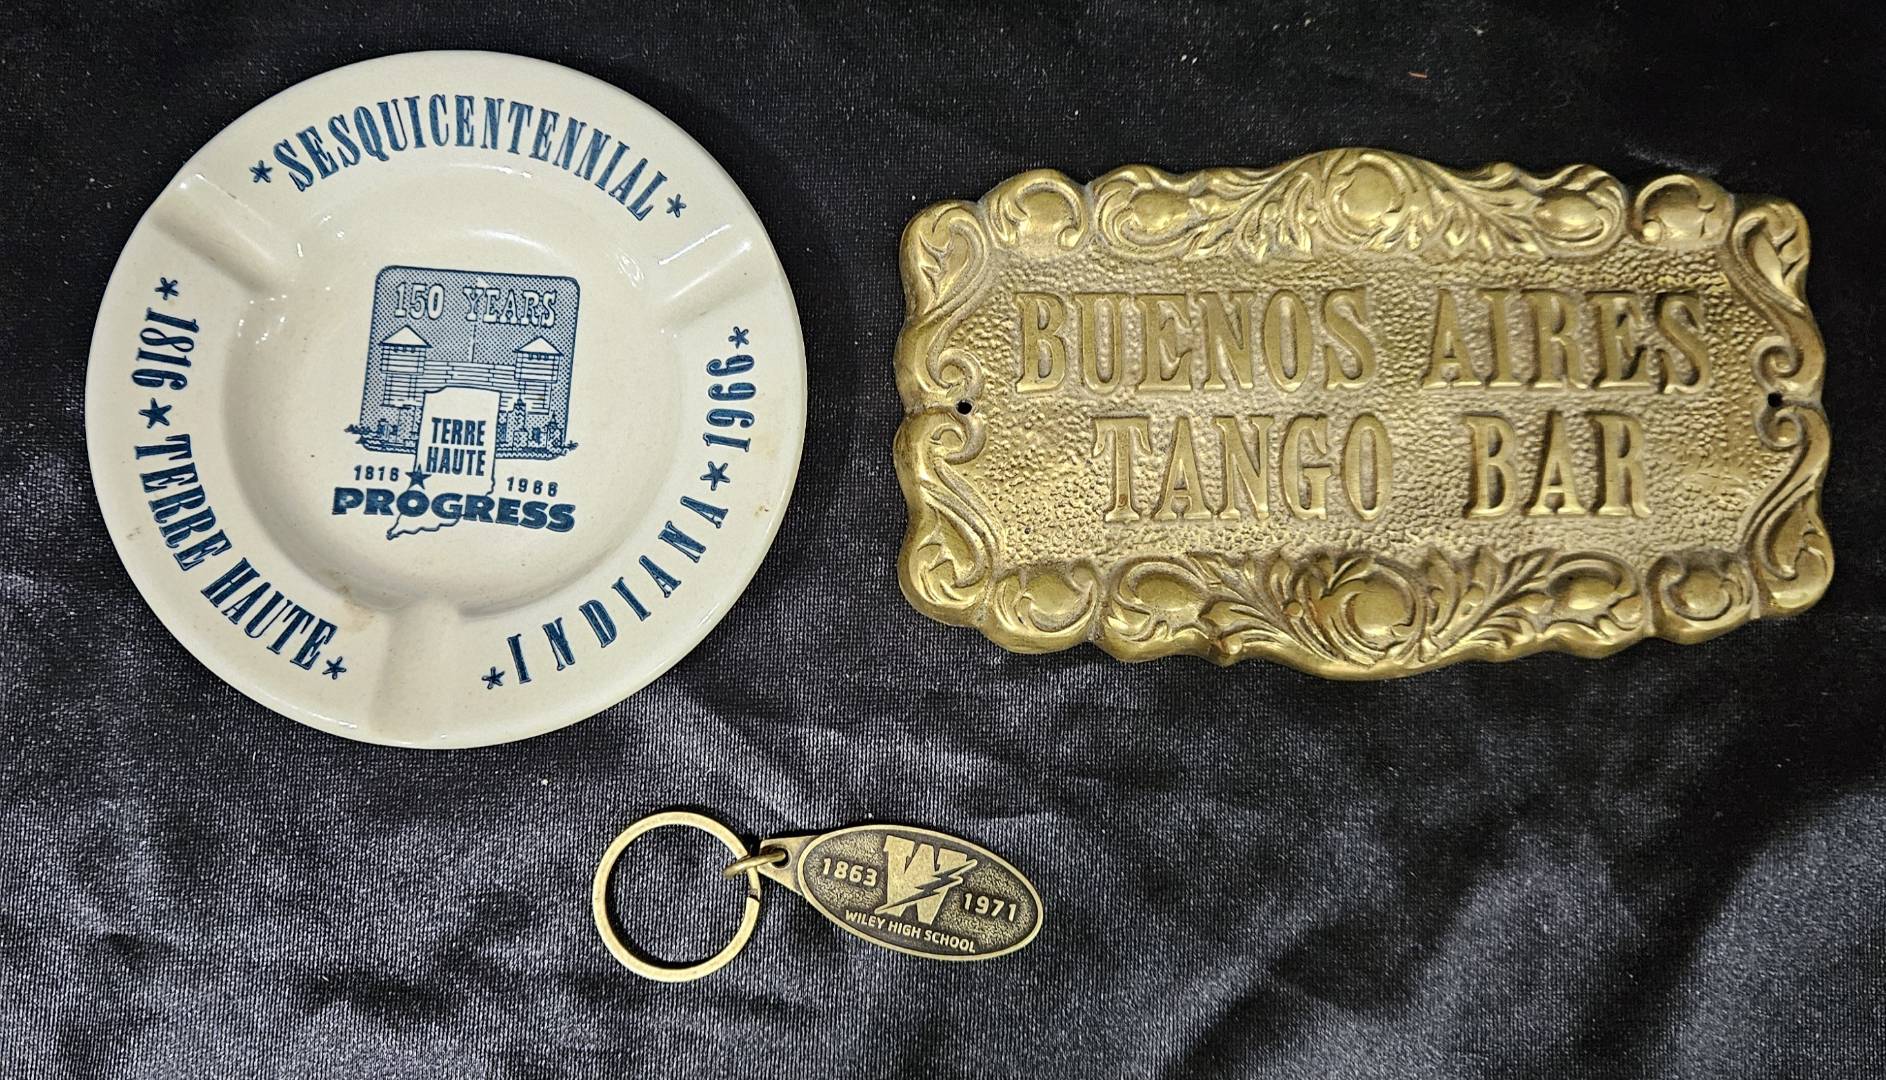 ★ SESQUICENTENNIAL ★
★ 1816 ★ TERRE HAUTE ★
★ INDIANA ★ 1966 ★
150 YEARS
TERRE
HAUTE
1816 ★ 1966
PROGRESS
BUENOS AIRES
TANGO BAR
1863 W 1971
WILEY HIGH SCHOOL